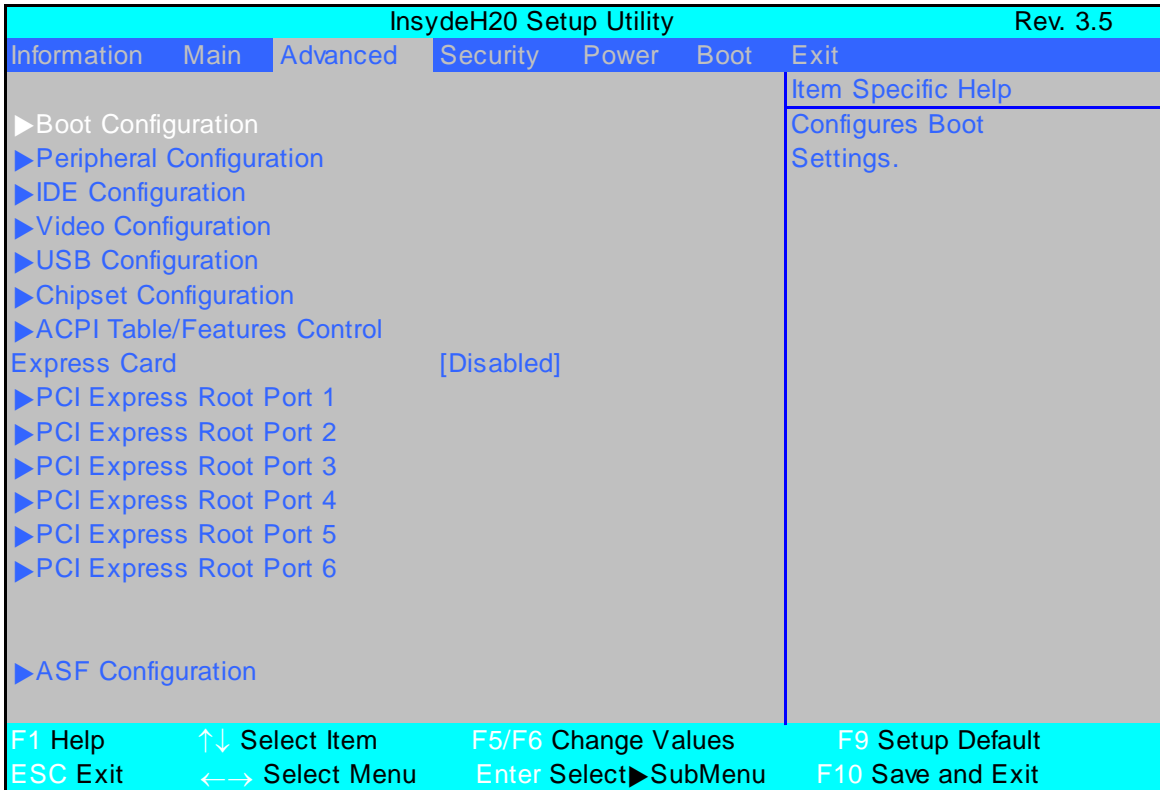 InsydeH20 Setup Utility Rev. 3.5
Information Main Advanced Security Power Boot Exit
Item Specific Help
▶Boot Configuration
Configures Boot
▶Peripheral Configuration
Settings.
▶IDE Configuration
▶Video Configuration
▶USB Configuration
▶Chipset Configuration
▶ACPI Table/Features Control
Express Card [Disabled]
▶PCI Express Root Port 1
▶PCI Express Root Port 2
▶PCI Express Root Port 3
▶PCI Express Root Port 4
▶PCI Express Root Port 5
▶PCI Express Root Port 6
▶ASF Configuration
F1 Help ↑↓ Select Item F5/F6 Change Values F9 Setup Default
ESC Exit ←→ Select Menu Enter Select▶SubMenu F10 Save and Exit